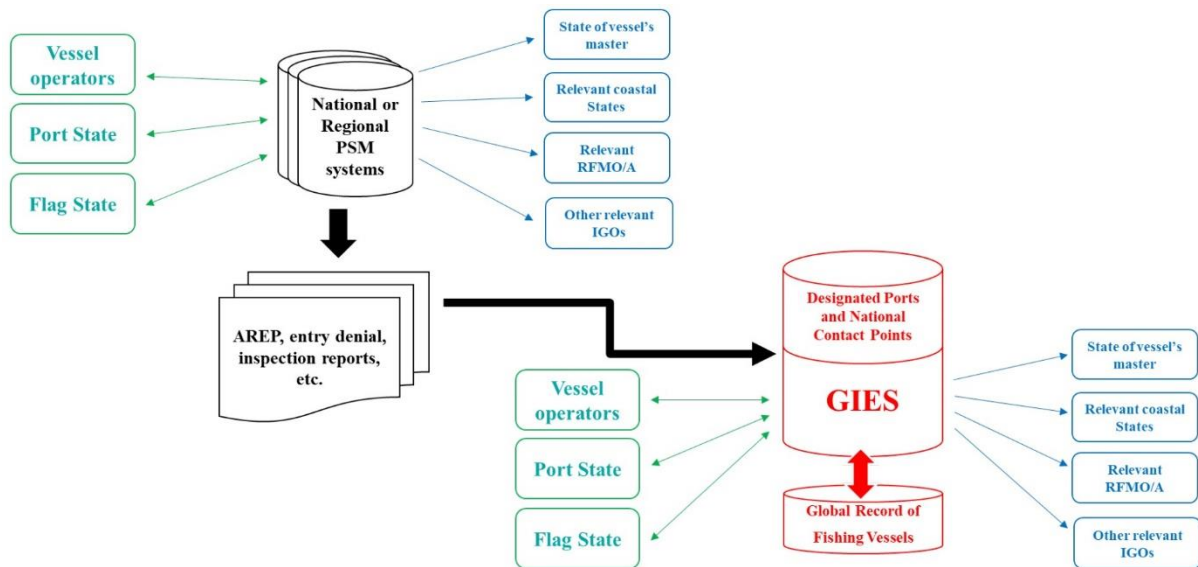 Vessel
operators
Port State
Flag State
National or
Regional
PSM
systems
State of vessel's
master
Relevant coastal
States
Relevant
RFMO/A
Other relevant
IGOs
AREP, entry denial,
inspection reports,
etc.
Designated Ports
and National
Contact Points
GIES
Global Record of
Fishing Vessels
Vessel
operators
Port State
Flag State
State of vessel's
master
Relevant coastal
States
Relevant
RFMO/A
Other relevant
IGOs